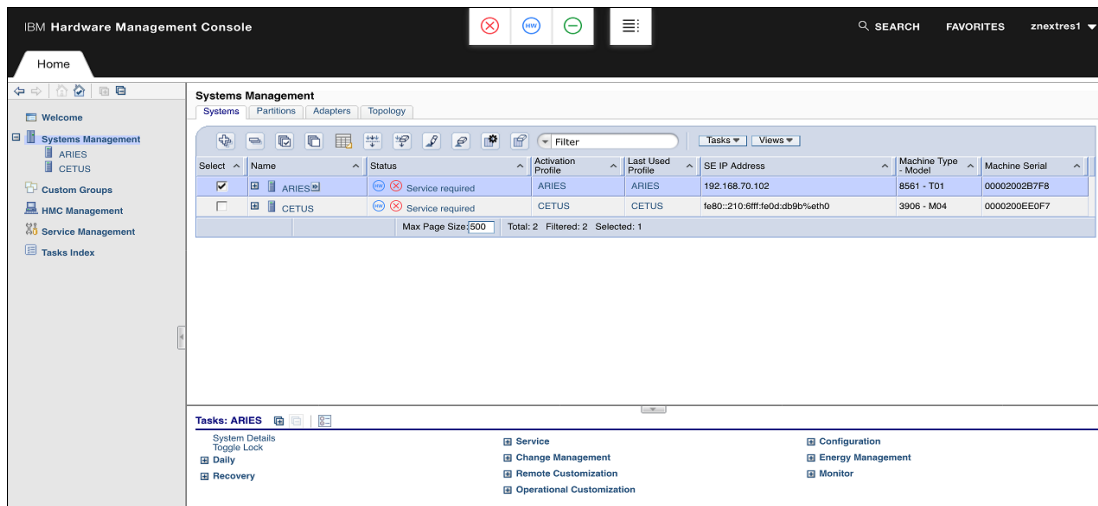 IBM Hardware Management Console
HW
SEARCH FAVORITES znextres1
Home
Welcome
Systems Management
ARIES
CETUS
Custom Groups
HMC Management
Service Management
Tasks Index
Systems Management
Systems Partitions Adapters Topology
Filter Tasks Views
Select Name Status Activation Profile Last Used Profile SE IP Address Machine Type - Model Machine Serial
ARIES HW Service required ARIES ARIES 192.168.70.102 8561 - T01 00002002B7F8
CETUS HW Service required CETUS CETUS fe80::210:6fff:fe0d:db9b%eth0 3906 - M04 0000200EE0F7
Max Page Size: 500 Total: 2 Filtered: 2 Selected: 1
Tasks: ARIES
System Details
Toggle Lock
Daily
Recovery
Service
Change Management
Remote Customization
Operational Customization
Configuration
Energy Management
Monitor